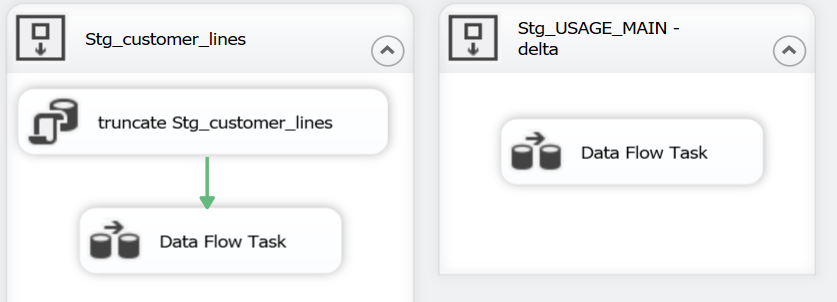 Stg_customer_lines
truncate Stg_customer_lines
Data Flow Task
Stg_USAGE_MAIN -
delta
Data Flow Task